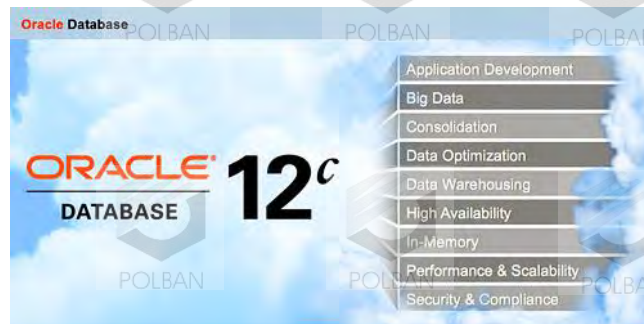 Oracle Database
POLBAN POLBAN POLBAN
Application Development
Big Data
Consolidation
Data Optimization
Data Warehousing
High Availability
In-Memory
Performance & Scalability
Security & Compliance
ORACLE® 12c
DATABASE
POLBAN POLBAN POLBAN